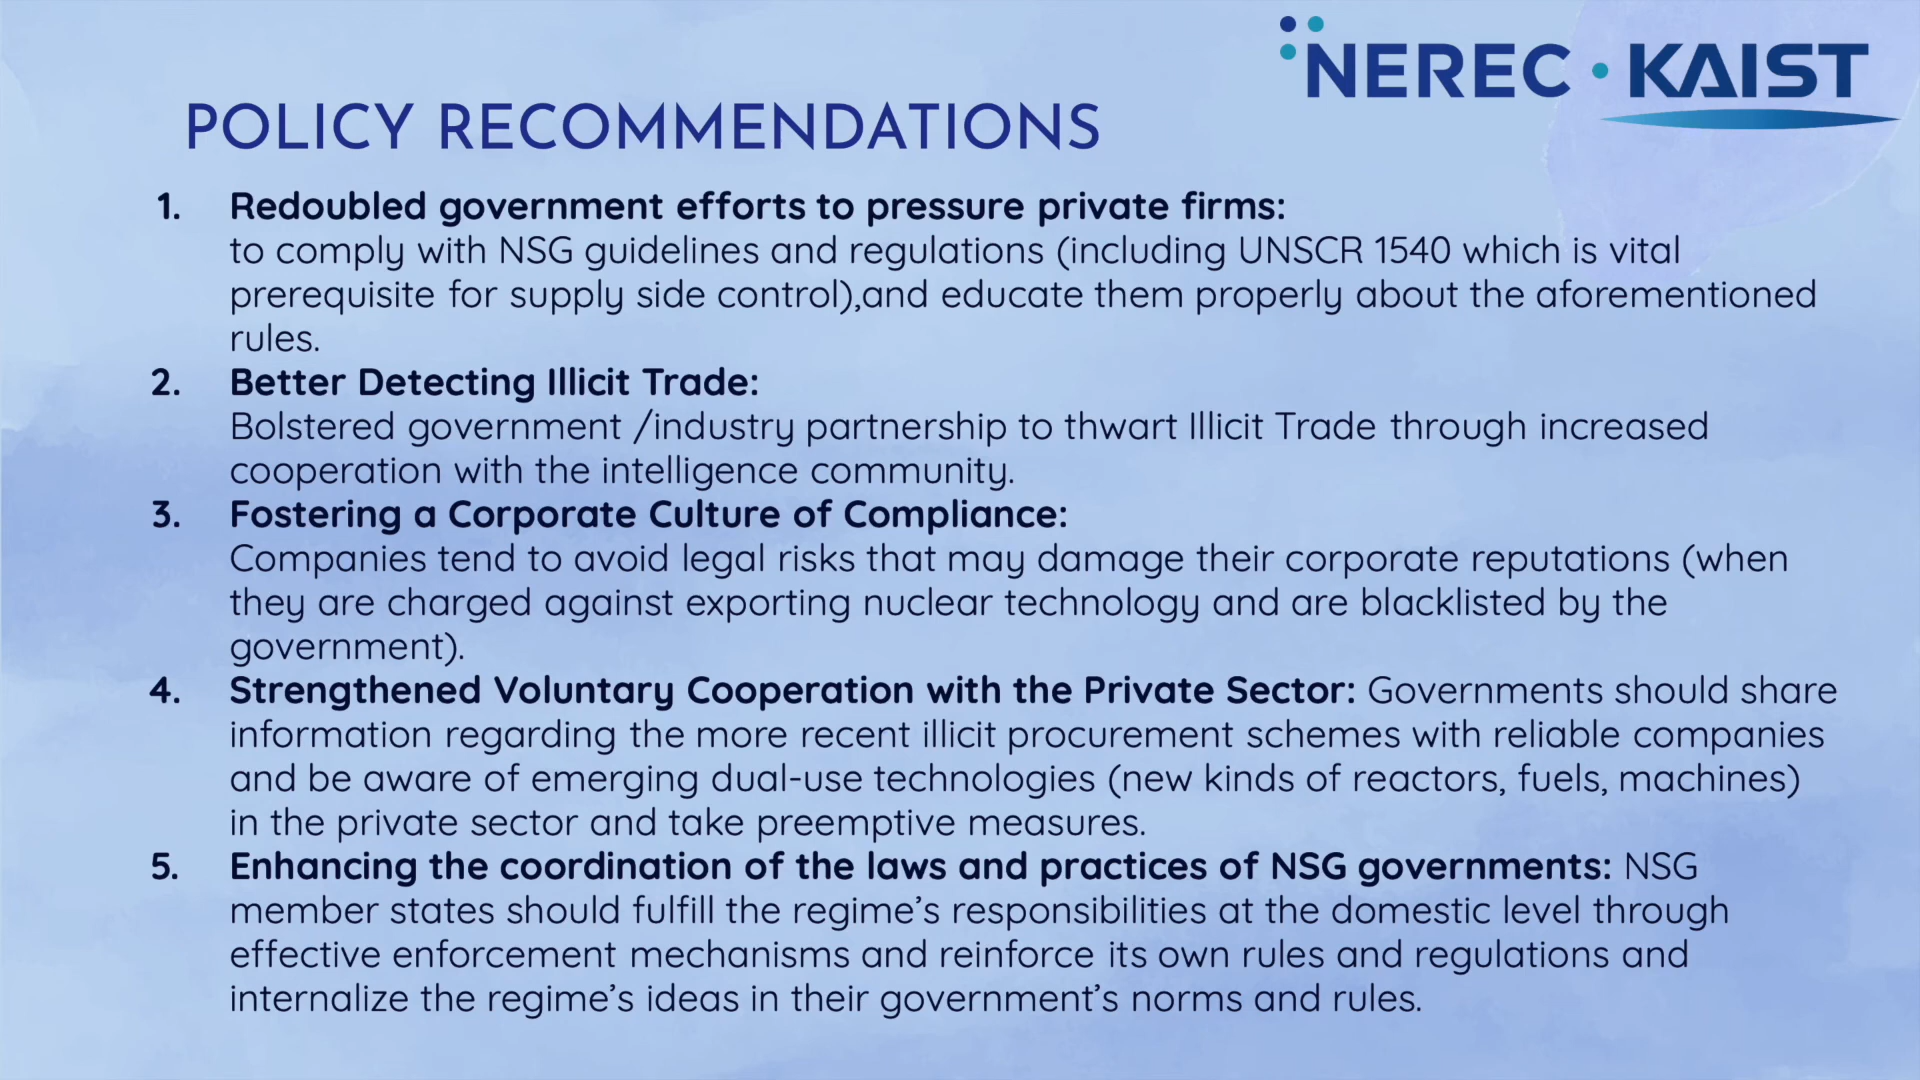 NEREC · KAIST
POLICY RECOMMENDATIONS
1. Redoubled government efforts to pressure private firms:
to comply with NSG guidelines and regulations (including UNSCR 1540 which is vital
prerequisite for supply side control),and educate them properly about the aforementioned
rules.
2. Better Detecting Illicit Trade:
Bolstered government /industry partnership to thwart Illicit Trade through increased
cooperation with the intelligence community.
3. Fostering a Corporate Culture of Compliance:
Companies tend to avoid legal risks that may damage their corporate reputations (when
they are charged against exporting nuclear technology and are blacklisted by the
government).
4. Strengthened Voluntary Cooperation with the Private Sector: Governments should share
information regarding the more recent illicit procurement schemes with reliable companies
and be aware of emerging dual-use technologies (new kinds of reactors, fuels, machines)
in the private sector and take preemptive measures.
5. Enhancing the coordination of the laws and practices of NSG governments: NSG
member states should fulfill the regime’s responsibilities at the domestic level through
effective enforcement mechanisms and reinforce its own rules and regulations and
internalize the regime’s ideas in their government’s norms and rules.